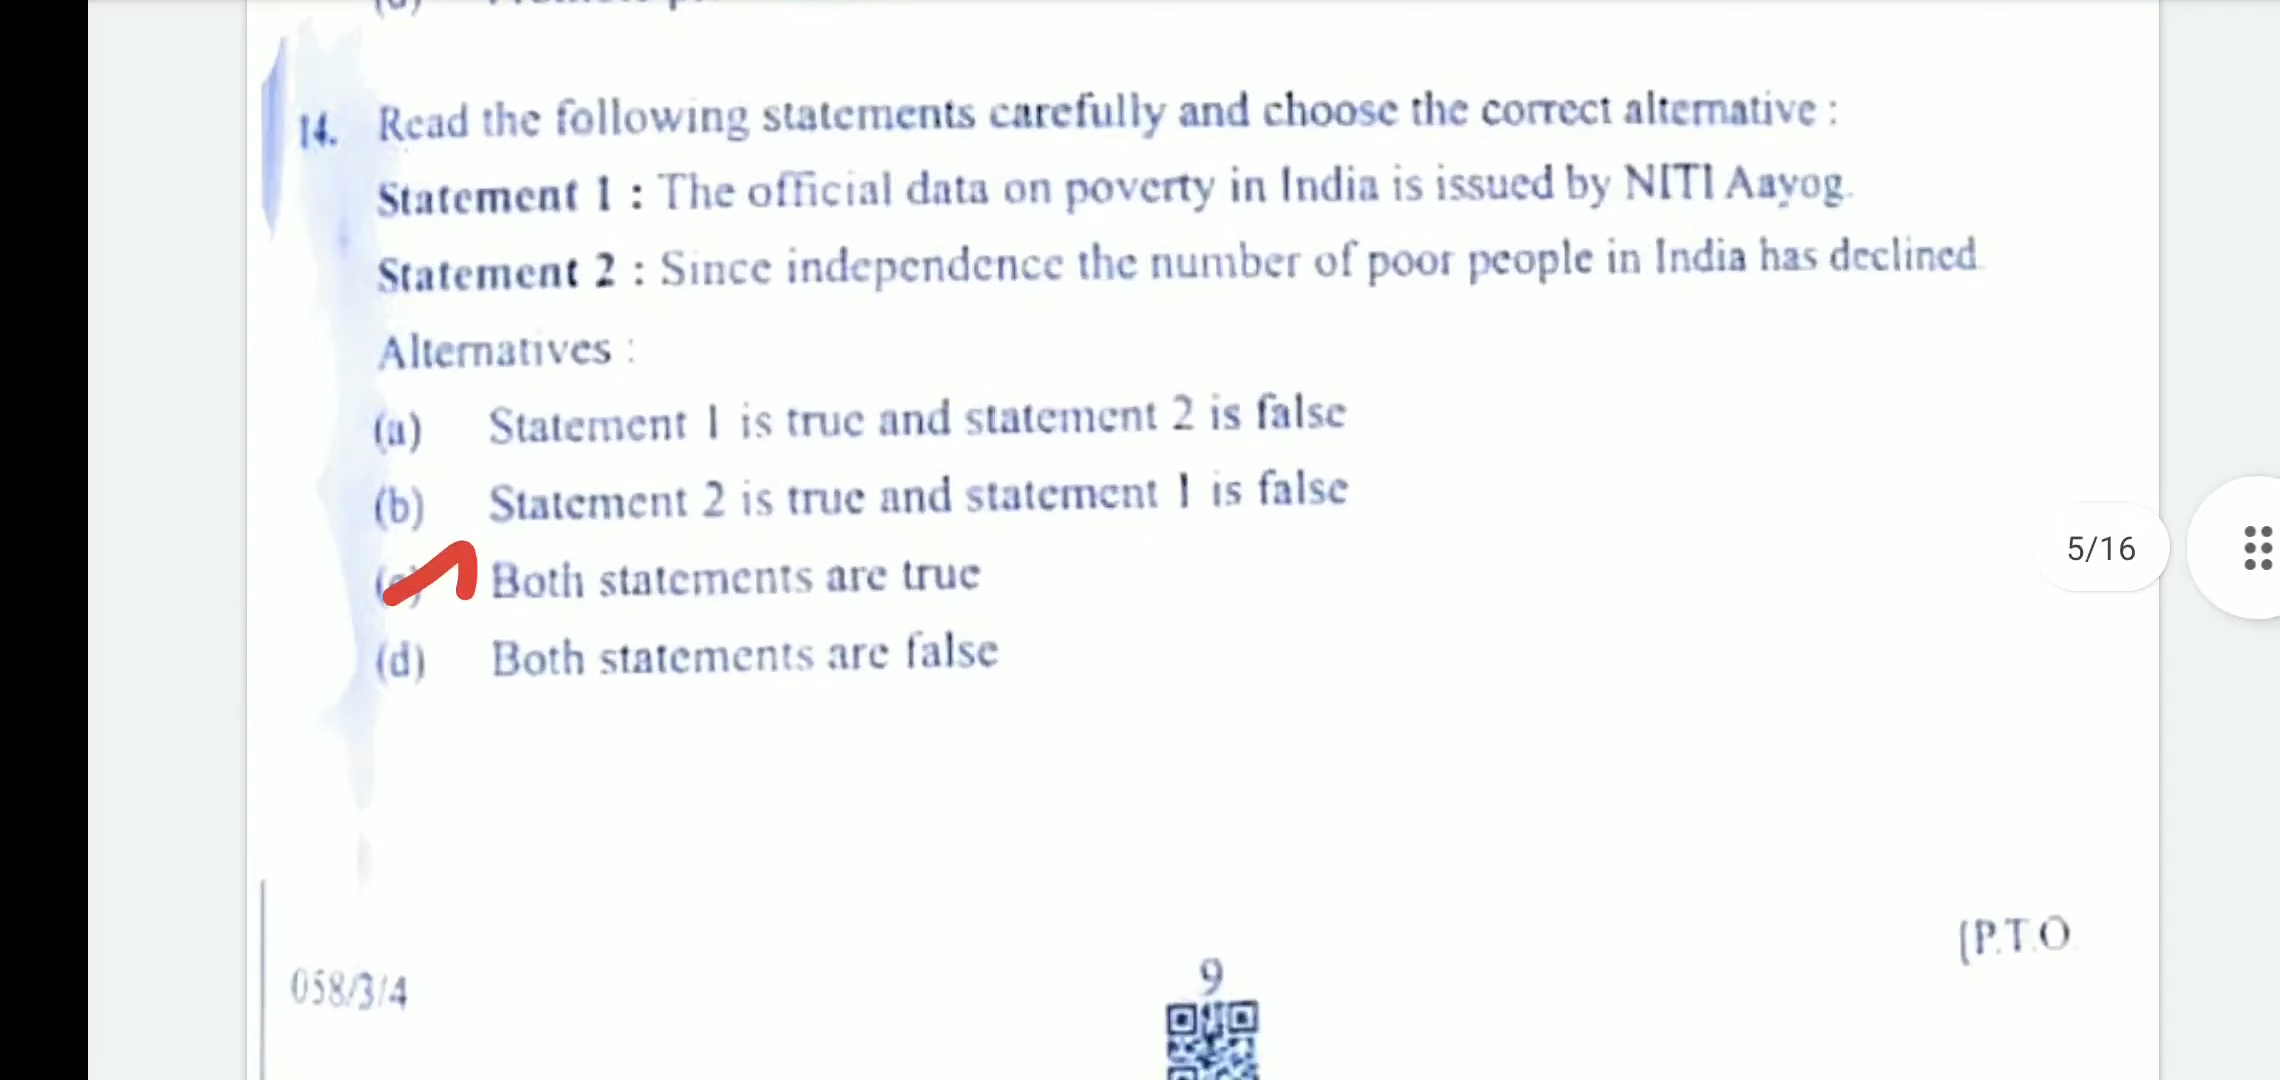 14. Read the following statements carefully and choose the correct alternative :
Statement 1 : The official data on poverty in India is issued by NITI Aayog.
Statement 2 : Since independence the number of poor people in India has declined.
Alternatives :
(a) Statement 1 is true and statement 2 is false
(b) Statement 2 is true and statement 1 is false
(c) Both statements are true
5/16
(d) Both statements are false
[P.T.O.
058/3/4
9